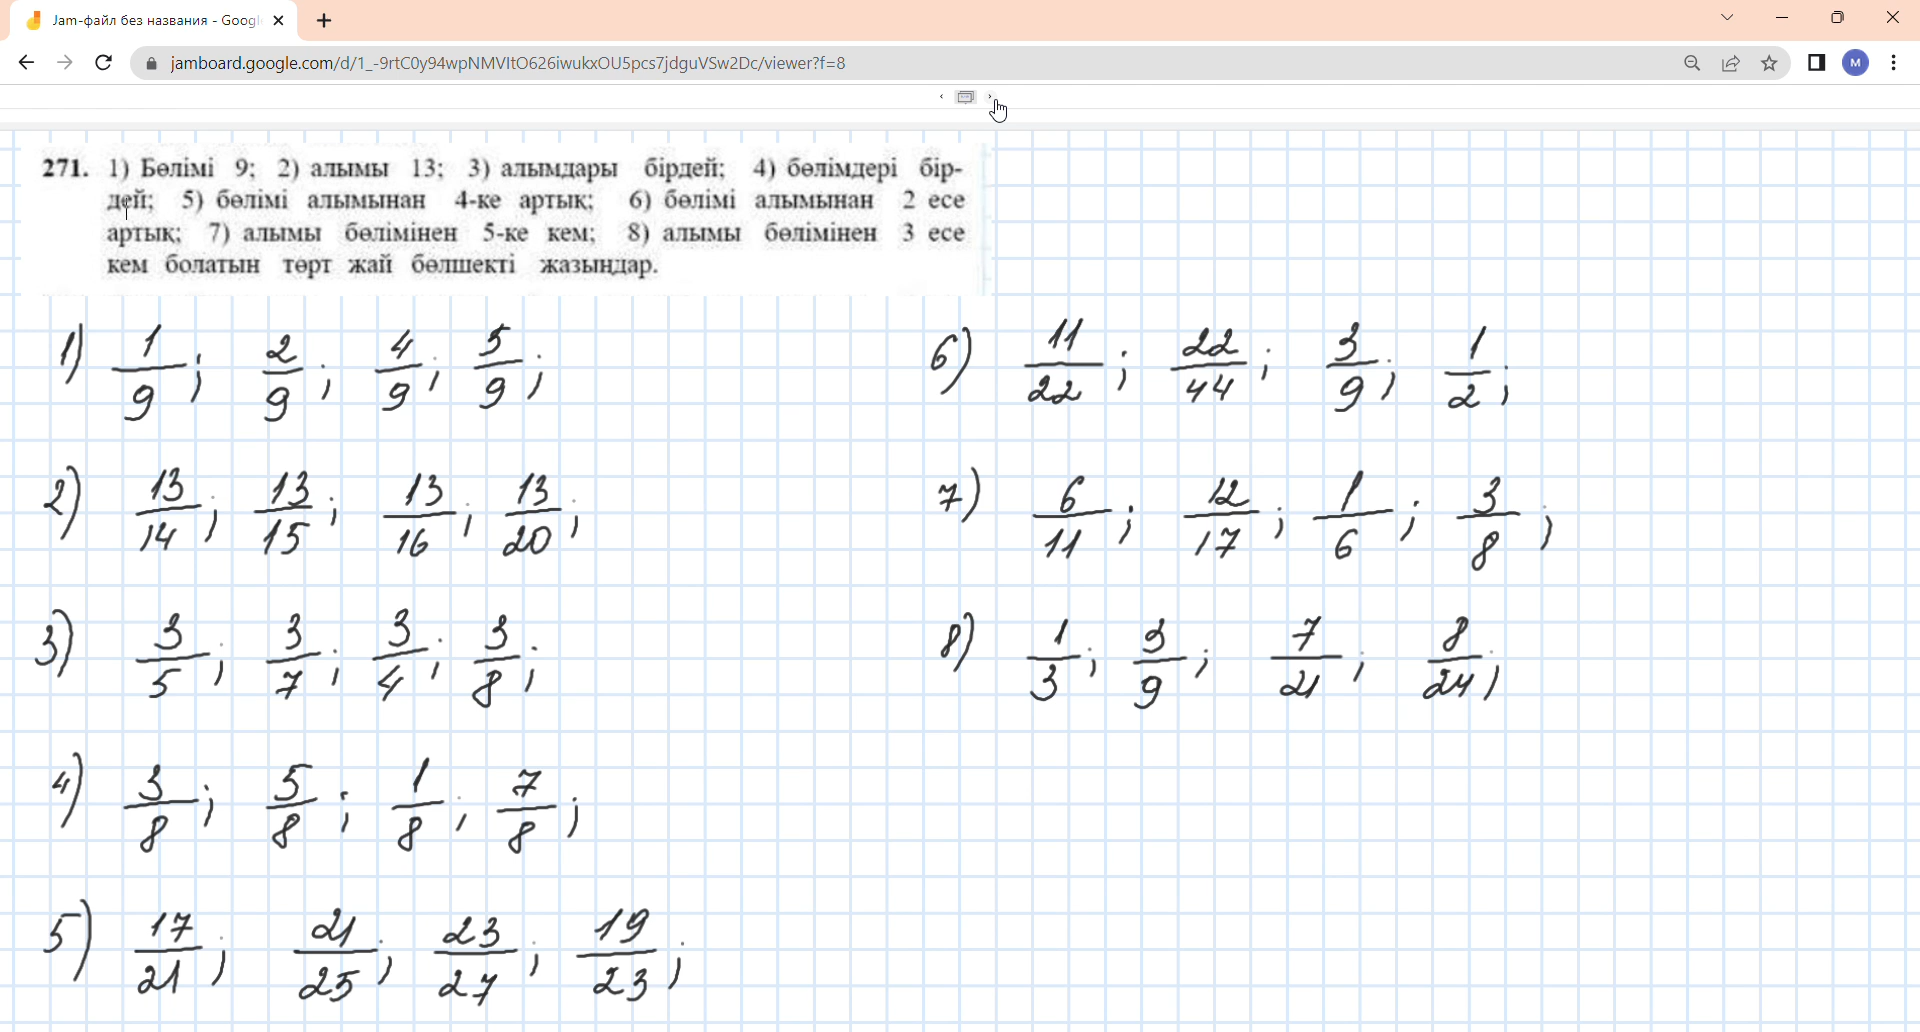 Jam-файл без названия - Googl
jamboard.google.com/d/1_-9rtC0y94wpNMVItO626iwukxOU5pcs7jdguVSw2Dc/viewer?f=8
M
271. 1) Бөлімі 9; 2) алымы 13; 3) алымдары бірдей; 4) бөлімдері бір-
дей; 5) бөлімі алымынан 4-ке артық; 6) бөлімі алымынан 2 есе
артық; 7) алымы бөлімінен 5-ке кем; 8) алымы бөлімінен 3 есе
кем болатын төрт жай бөлшекті жазыңдар.
1) 1/9; 2/9; 4/9; 5/9;
2) 13/14; 13/15; 13/16; 13/20;
3) 3/5; 3/7; 3/4; 3/8;
4) 3/8; 5/8; 1/8; 7/8;
5) 17/21; 21/25; 23/27; 19/23;
6) 11/22; 22/44; 3/9; 1/2;
7) 6/11; 12/17; 1/6; 3/8;
8) 1/3; 3/9; 7/21; 8/24;